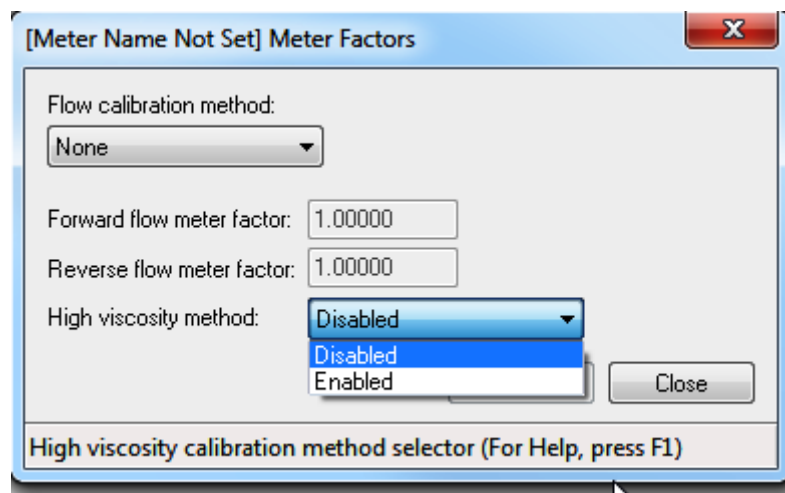 [Meter Name Not Set] Meter Factors
Flow calibration method:
None
Forward flow meter factor: 1.00000
Reverse flow meter factor: 1.00000
High viscosity method: Disabled
Disabled
Enabled
Close
High viscosity calibration method selector (For Help, press F1)